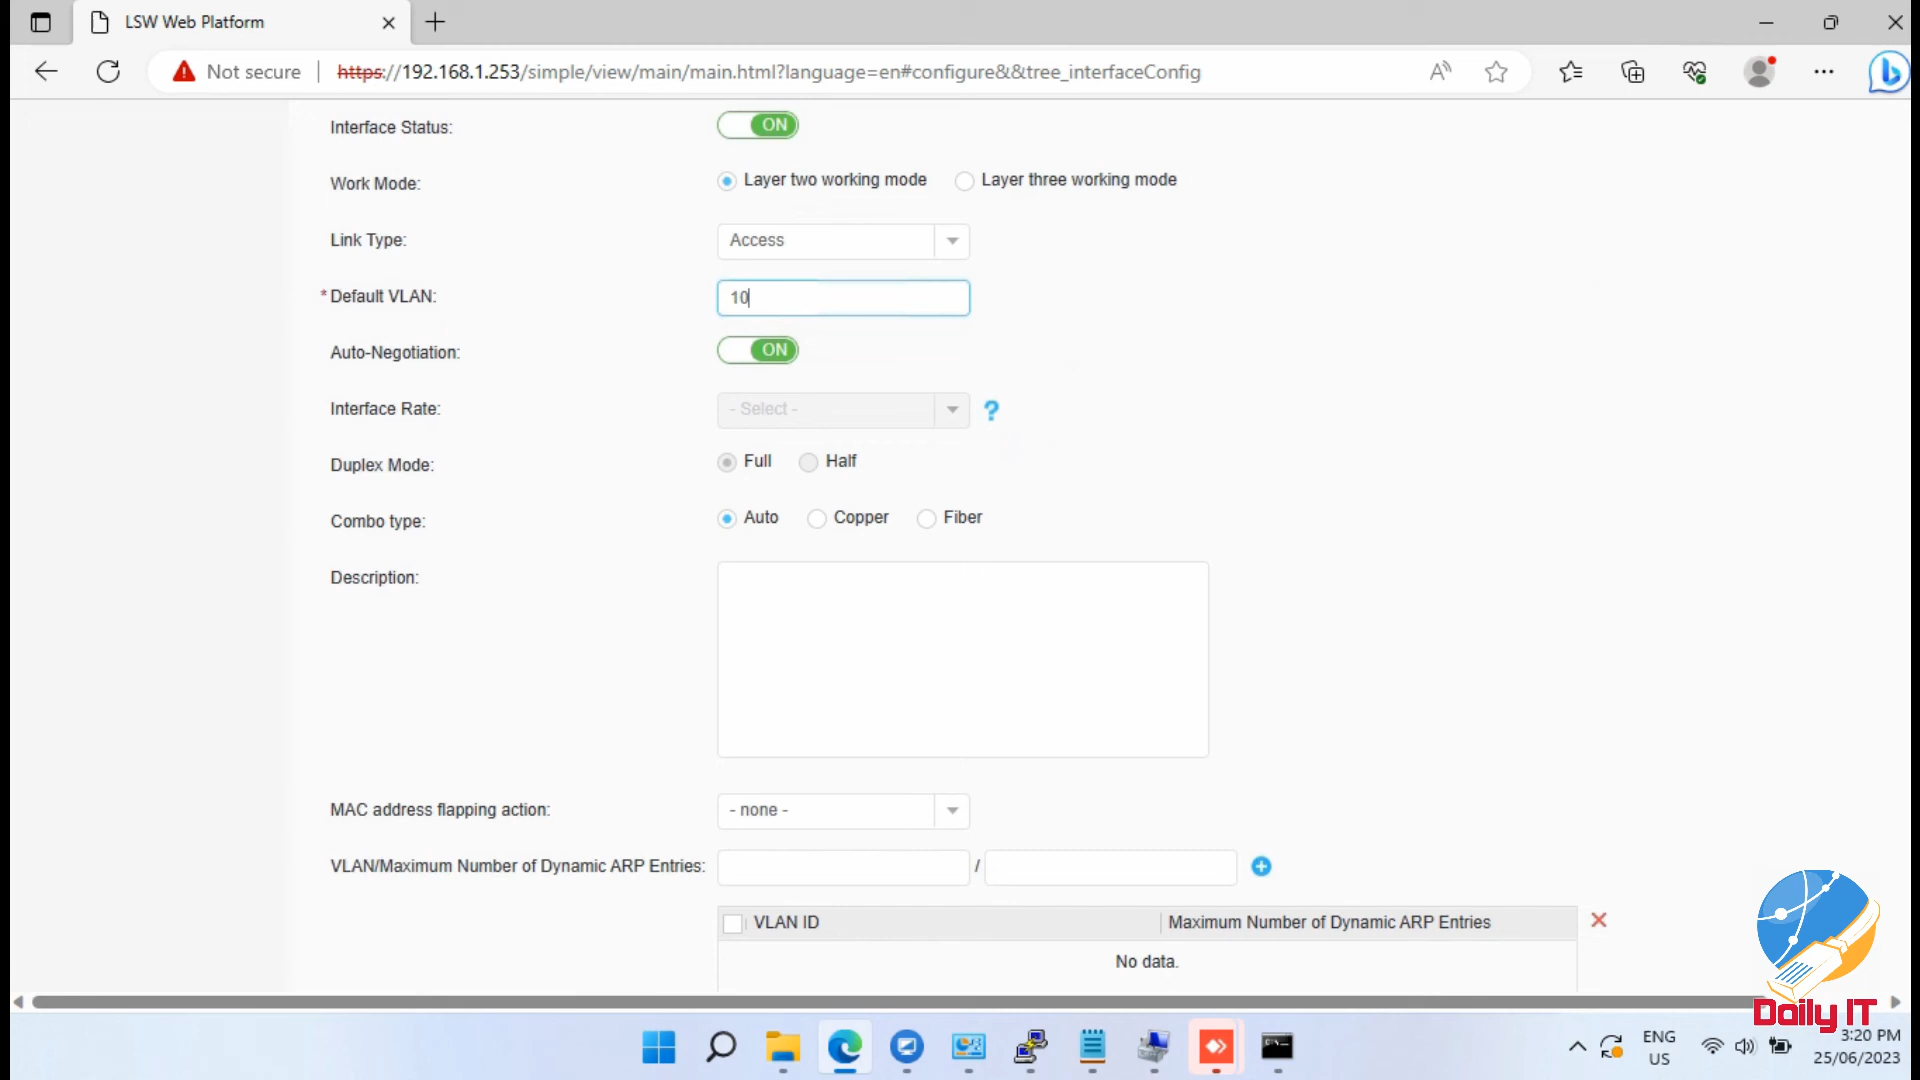 LSW Web Platform
Not secure
https://192.168.1.253/simple/view/main/main.html?language=en#configure&&tree_interfaceConfig
Interface Status:
ON
Work Mode:
Layer two working mode
Layer three working mode
Link Type:
Access
* Default VLAN:
10
Auto-Negotiation:
ON
Interface Rate:
- Select -
?
Duplex Mode:
Full
Half
Combo type:
Auto
Copper
Fiber
Description:
MAC address flapping action:
- none -
VLAN/Maximum Number of Dynamic ARP Entries:
/
VLAN ID
Maximum Number of Dynamic ARP Entries
No data.
Daily IT
ENG
US
3:20 PM
25/06/2023